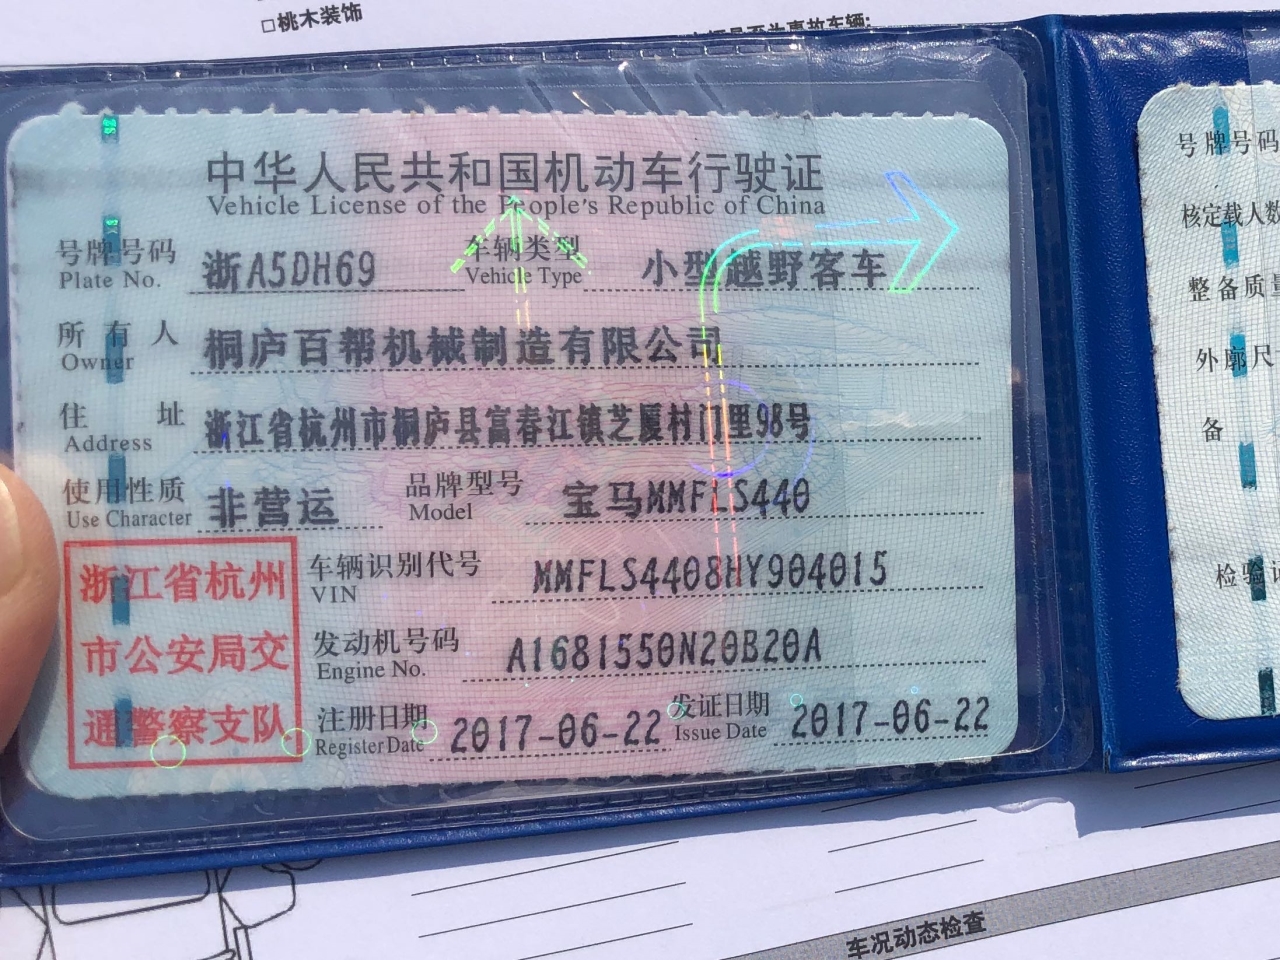 □桃木装饰
中华人民共和国机动车行驶证
Vehicle License of the People's Republic of China
号牌号码 浙A5DH69 车辆类型 小型越野客车
Plate No. Vehicle Type
所有人 桐庐百帮机械制造有限公司
Owner
住址 浙江省杭州市桐庐县富春江镇芝厦村门里98号
Address
使用性质 非营运 品牌型号 宝马MMFLS440
Use Character Model
浙江省杭州
市公安局交
通警察支队
车辆识别代号 MMFLS4408HY904015
VIN
发动机号码 A1681550N20B20A
Engine No.
注册日期 2017-06-22 发证日期 2017-06-22
Register Date Issue Date
号牌号码
核定载人数
整备质量
外廓尺
备
检验
车况动态检查